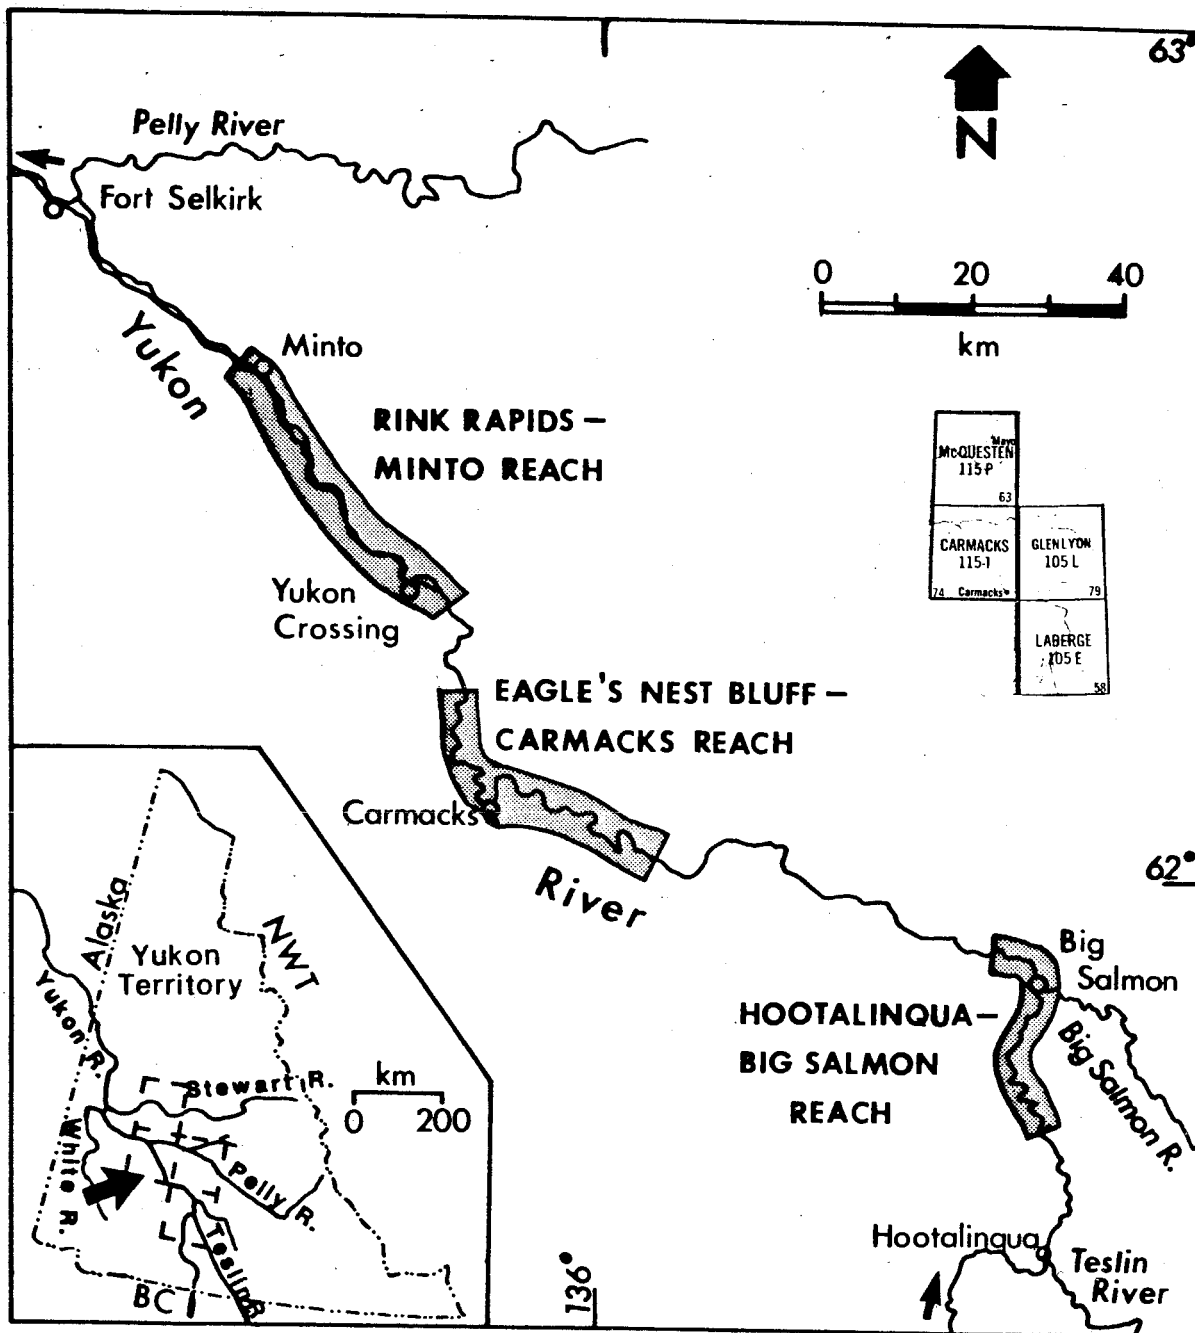 63°
N
Pelly River
Fort Selkirk
0 20 40
km
Yukon
Minto
RINK RAPIDS –
MINTO REACH
Mayo
McQUESTEN
115-P
63
CARMACKS
115-I
74 Carmacks
GLENLYON
105 L
79
LABERGE
105 E
58
Yukon
Crossing
EAGLE'S NEST BLUFF –
CARMACKS REACH
Carmacks
River
62°
Big
Salmon
HOOTALINQUA –
BIG SALMON
REACH
Big Salmon R.
Hootalinqua
Teslin
River
136°
Alaska
Yukon
Territory
NWT
Yukon R.
Stewart R.
km
0 200
White R.
Pelly R.
Teslin R.
BC